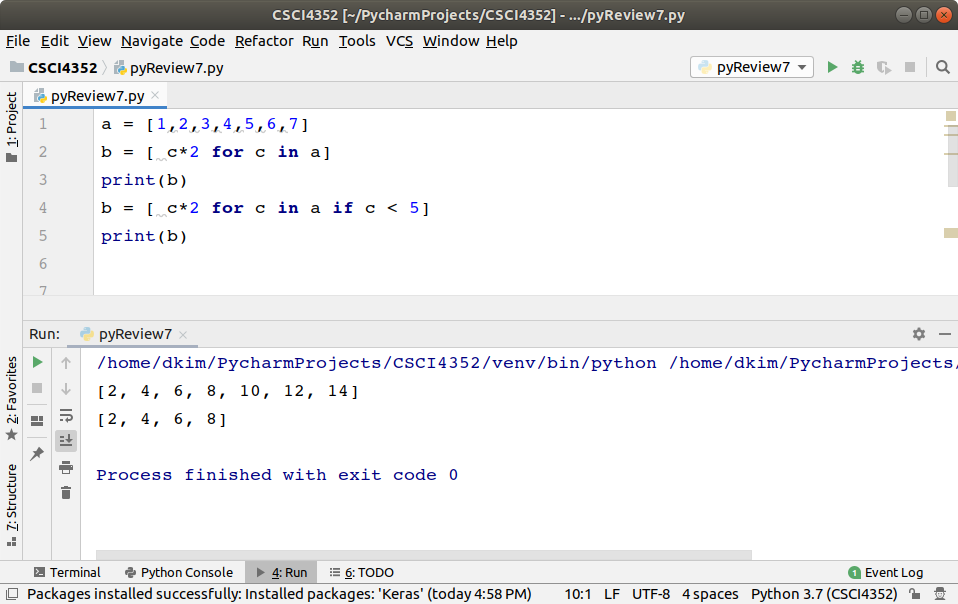 CSCI4352 [~/PycharmProjects/CSCI4352] - .../pyReview7.py
File Edit View Navigate Code Refactor Run Tools VCS Window Help
CSCI4352 pyReview7.py pyReview7
1: Project
pyReview7.py
1 a = [1,2,3,4,5,6,7]
2 b = [ c*2 for c in a]
3 print(b)
4 b = [ c*2 for c in a if c < 5]
5 print(b)
6
7
Run: pyReview7
/home/dkim/PycharmProjects/CSCI4352/venv/bin/python /home/dkim/PycharmProjects/
[2, 4, 6, 8, 10, 12, 14]
[2, 4, 6, 8]
Process finished with exit code 0
2: Favorites
7: Structure
Terminal Python Console 4: Run 6: TODO 1 Event Log
Packages installed successfully: Installed packages: 'Keras' (today 4:58 PM) 10:1 LF UTF-8 4 spaces Python 3.7 (CSCI4352)